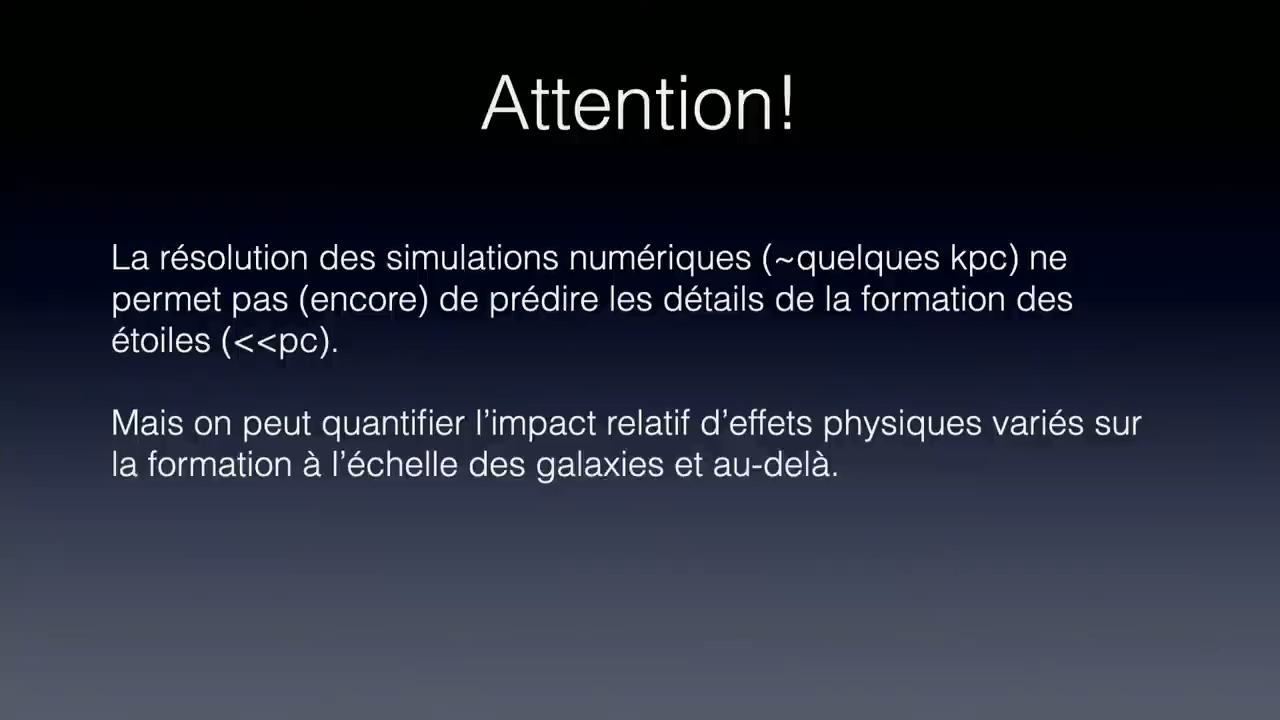 Attention!
La résolution des simulations numériques (~quelques kpc) ne
permet pas (encore) de prédire les détails de la formation des
étoiles (<<pc).
Mais on peut quantifier l’impact relatif d’effets physiques variés sur
la formation à l’échelle des galaxies et au-delà.